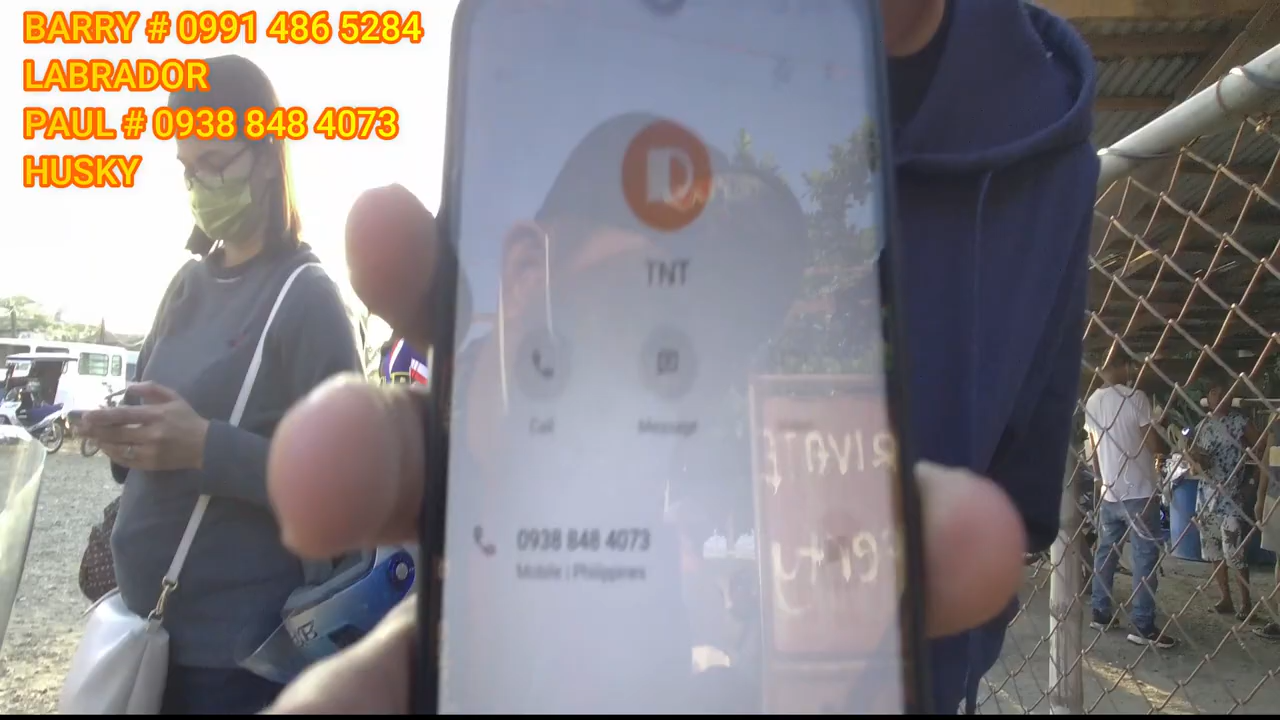 BARRY # 0991 486 5284
LABRADOR
PAUL # 0938 848 4073
HUSKY
TNT
Call
Message
0938 848 4073
Mobile | Philippines